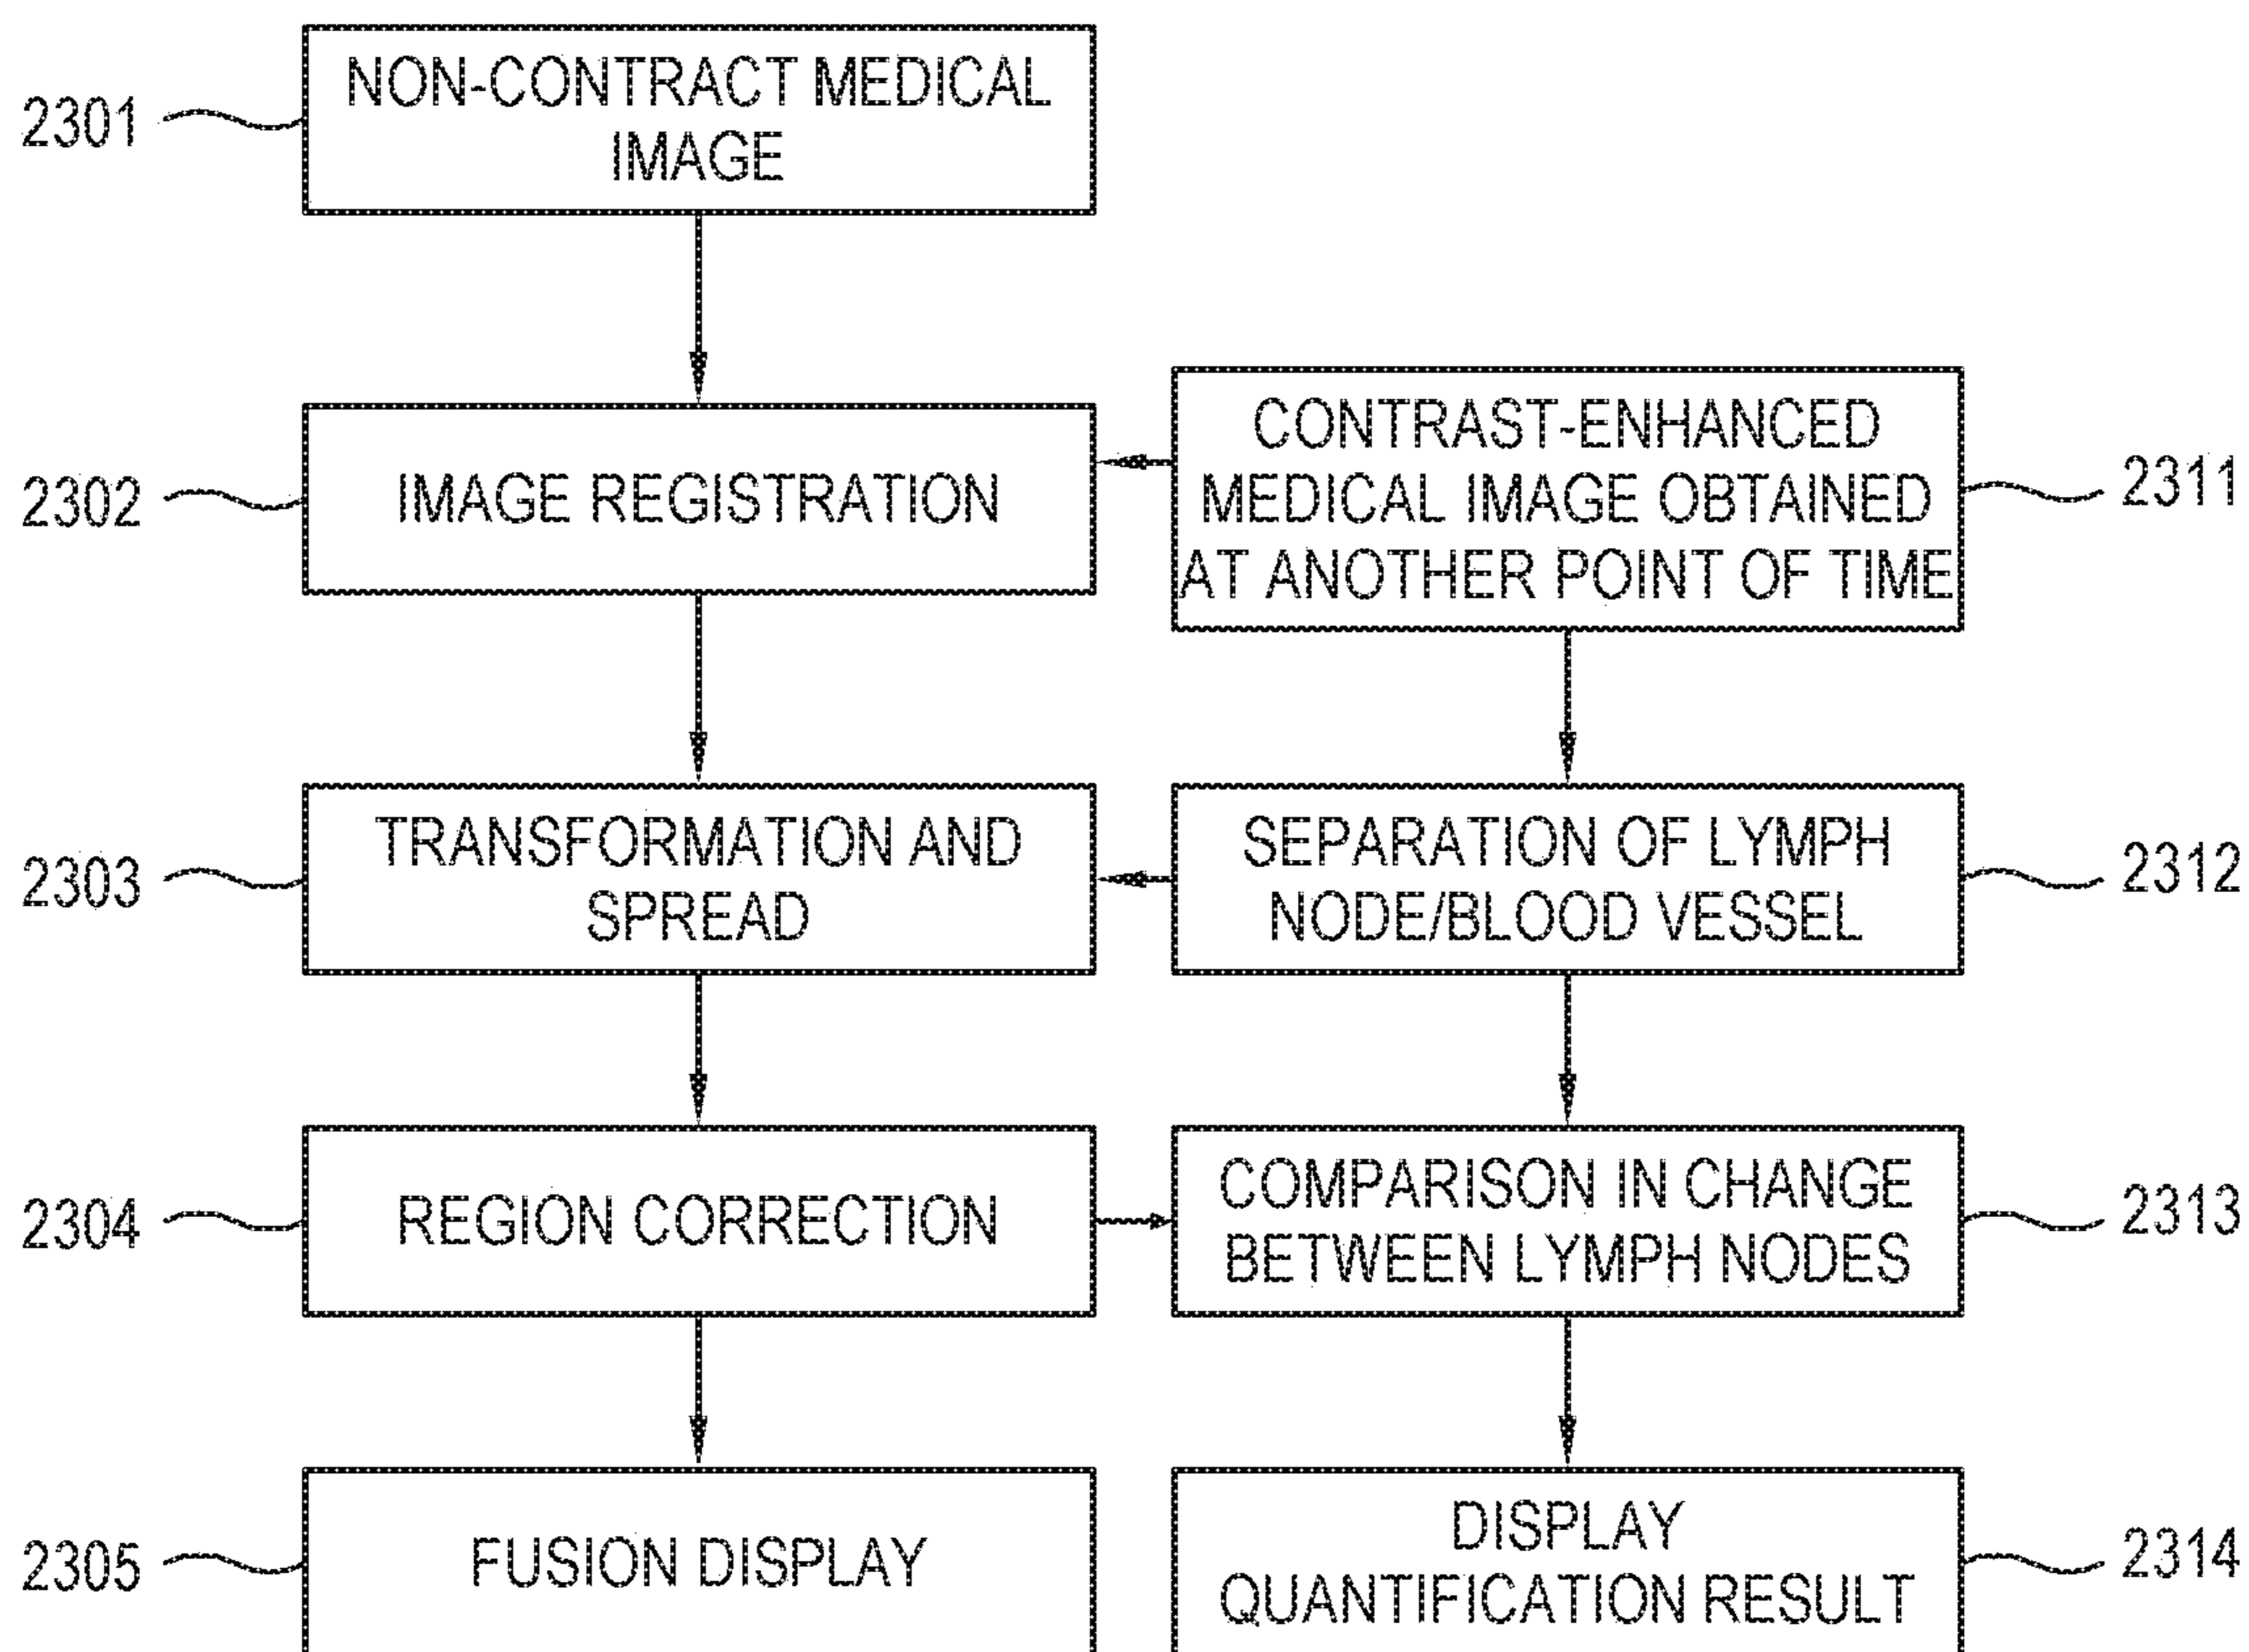 2301
NON-CONTRACT MEDICAL
IMAGE
2302
IMAGE REGISTRATION
CONTRAST-ENHANCED
MEDICAL IMAGE OBTAINED
AT ANOTHER POINT OF TIME
2311
2303
TRANSFORMATION AND
SPREAD
SEPARATION OF LYMPH
NODE/BLOOD VESSEL
2312
2304
REGION CORRECTION
COMPARISON IN CHANGE
BETWEEN LYMPH NODES
2313
2305
FUSION DISPLAY
DISPLAY
QUANTIFICATION RESULT
2314